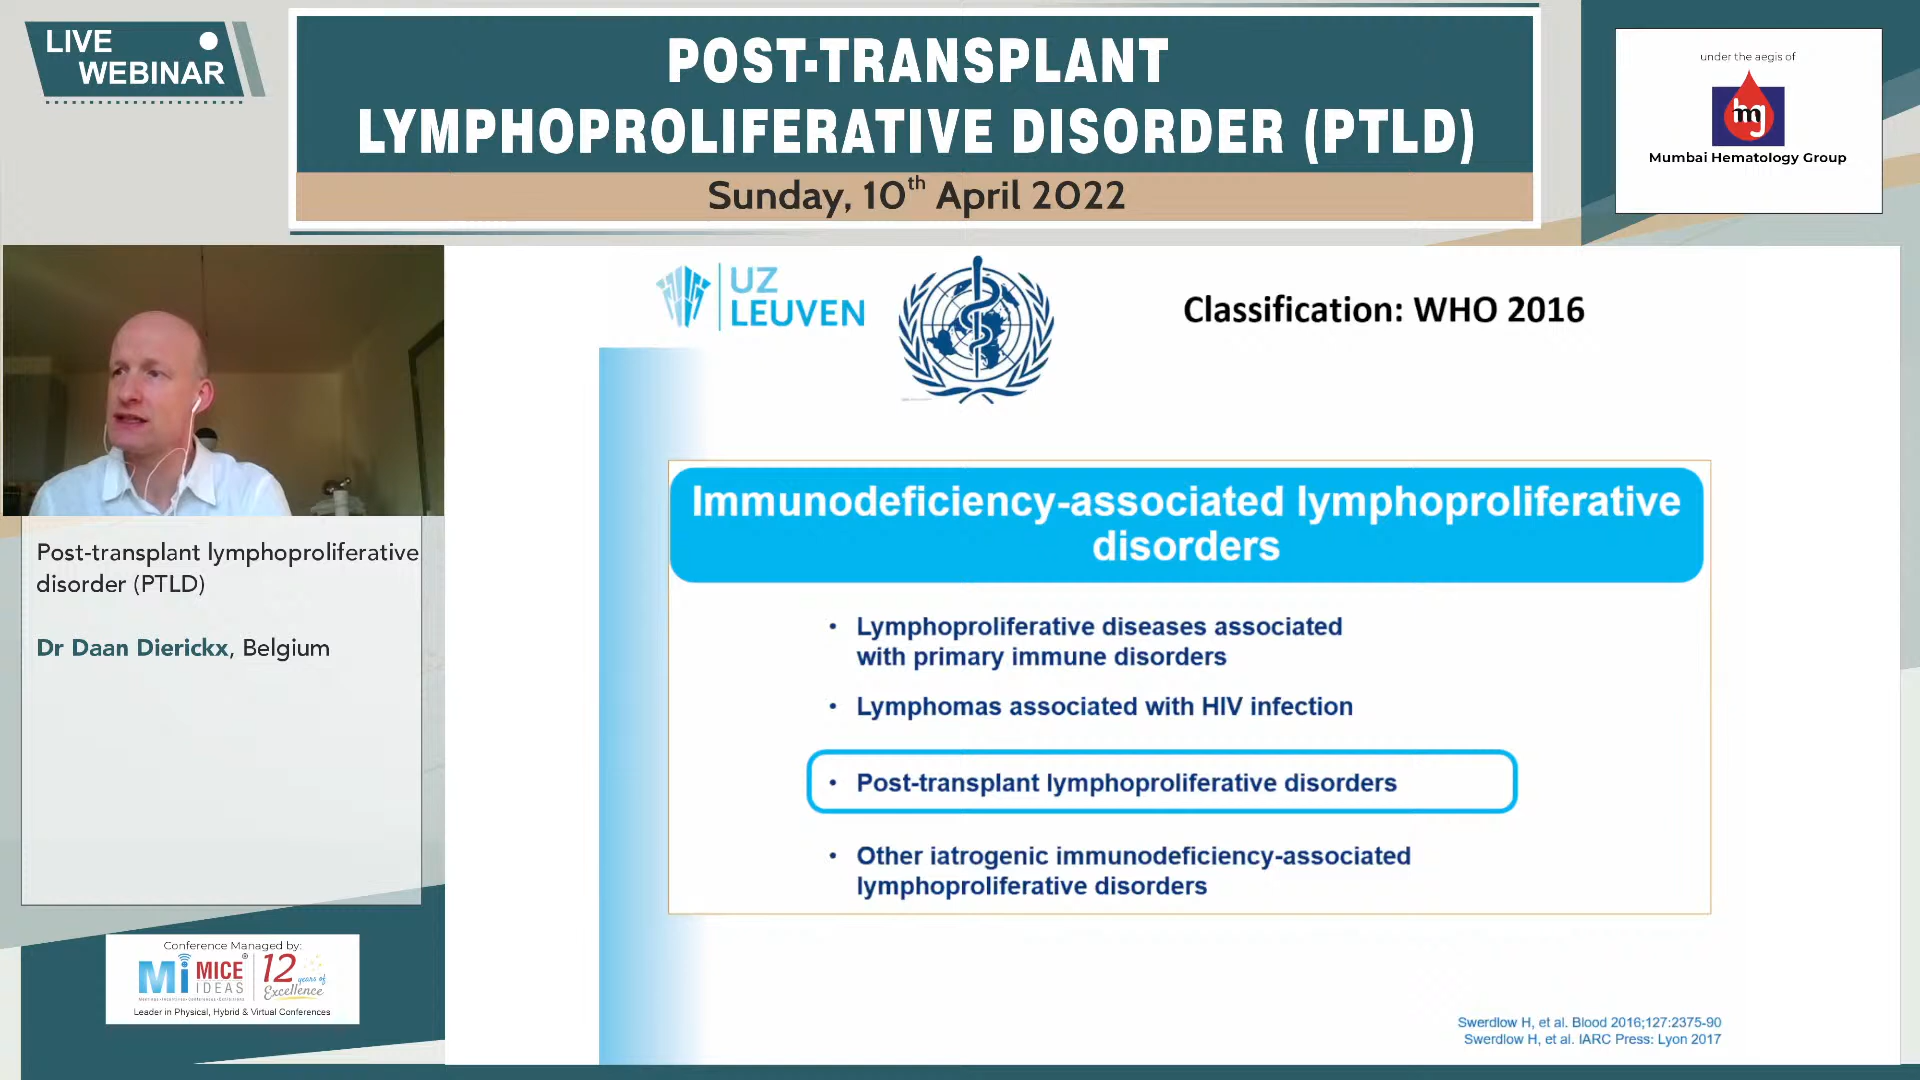 LIVE
WEBINAR
POST-TRANSPLANT
LYMPHOPROLIFERATIVE DISORDER (PTLD)
Sunday, 10th April 2022
under the aegis of
mg
Mumbai Hematology Group
UZ
LEUVEN
Classification: WHO 2016
Immunodeficiency-associated lymphoproliferative
disorders
• Lymphoproliferative diseases associated
with primary immune disorders
• Lymphomas associated with HIV infection
• Post-transplant lymphoproliferative disorders
• Other iatrogenic immunodeficiency-associated
lymphoproliferative disorders
Swerdlow H, et al. Blood 2016;127:2375-90
Swerdlow H, et al. IARC Press: Lyon 2017
Post-transplant lymphoproliferative
disorder (PTLD)
Dr Daan Dierickx, Belgium
Conference Managed by:
Mi MICE
IDEAS
12
years of
Excellence
Leader in Physical, Hybrid & Virtual Conferences